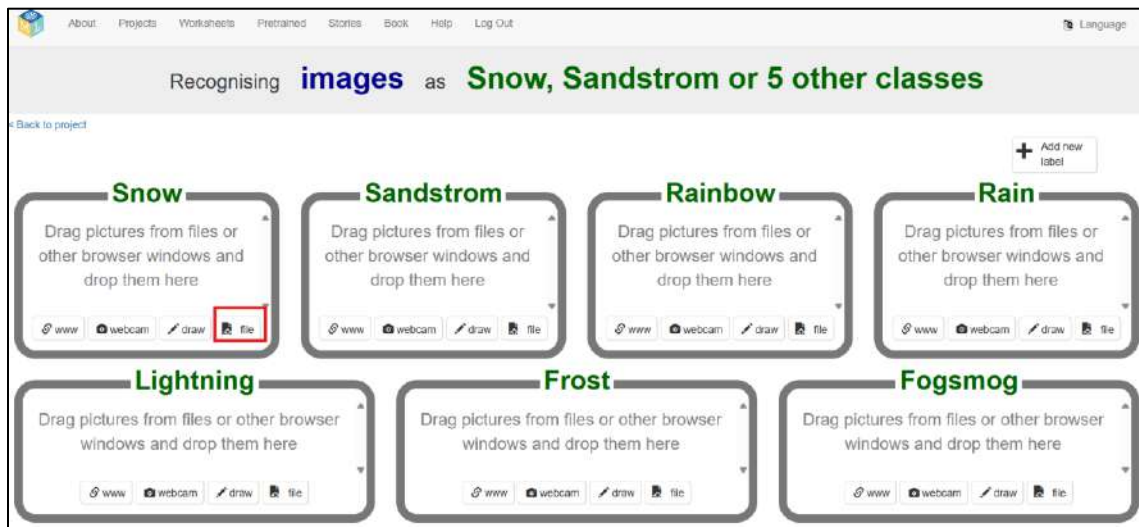 About Projects Worksheets Pretrained Stories Book Help Log Out Language
Recognising images as Snow, Sandstrom or 5 other classes
< Back to project
Add new
label
Snow
Drag pictures from files or
other browser windows and
drop them here
www webcam draw file
Sandstrom
Drag pictures from files or
other browser windows and
drop them here
www webcam draw file
Rainbow
Drag pictures from files or
other browser windows and
drop them here
www webcam draw file
Rain
Drag pictures from files or
other browser windows and
drop them here
www webcam draw file
Lightning
Drag pictures from files or other browser
windows and drop them here
www webcam draw file
Frost
Drag pictures from files or other browser
windows and drop them here
www webcam draw file
Fogsmog
Drag pictures from files or other browser
windows and drop them here
www webcam draw file